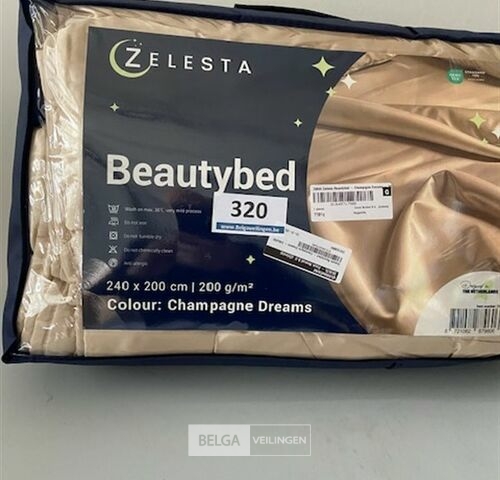 ZELESTA
STANDARD
Beautybed
320
www.Belgaveilingen.be
Wash on max. 30°C, very mild process
Do not iron
Do not tumble dry
Do not chemically clean
Anti allergic
240 x 200 cm | 200 g/m²
Colour: Champagne Dreams
THE NETHERLANDS
BELGA VEILINGEN